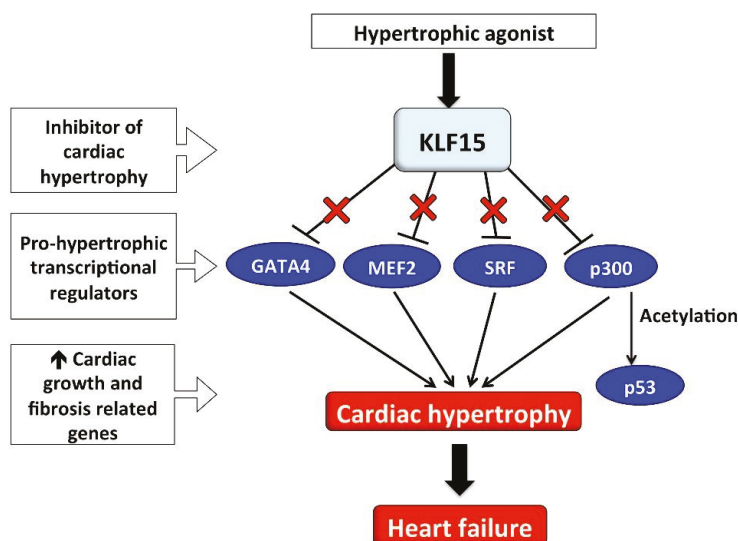 Hypertrophic agonist
Inhibitor of
cardiac
hypertrophy
KLF15
Pro-hypertrophic
transcriptional
regulators
GATA4
MEF2
SRF
p300
Acetylation
🡅 Cardiac
growth and
fibrosis related
genes
p53
Cardiac hypertrophy
Heart failure